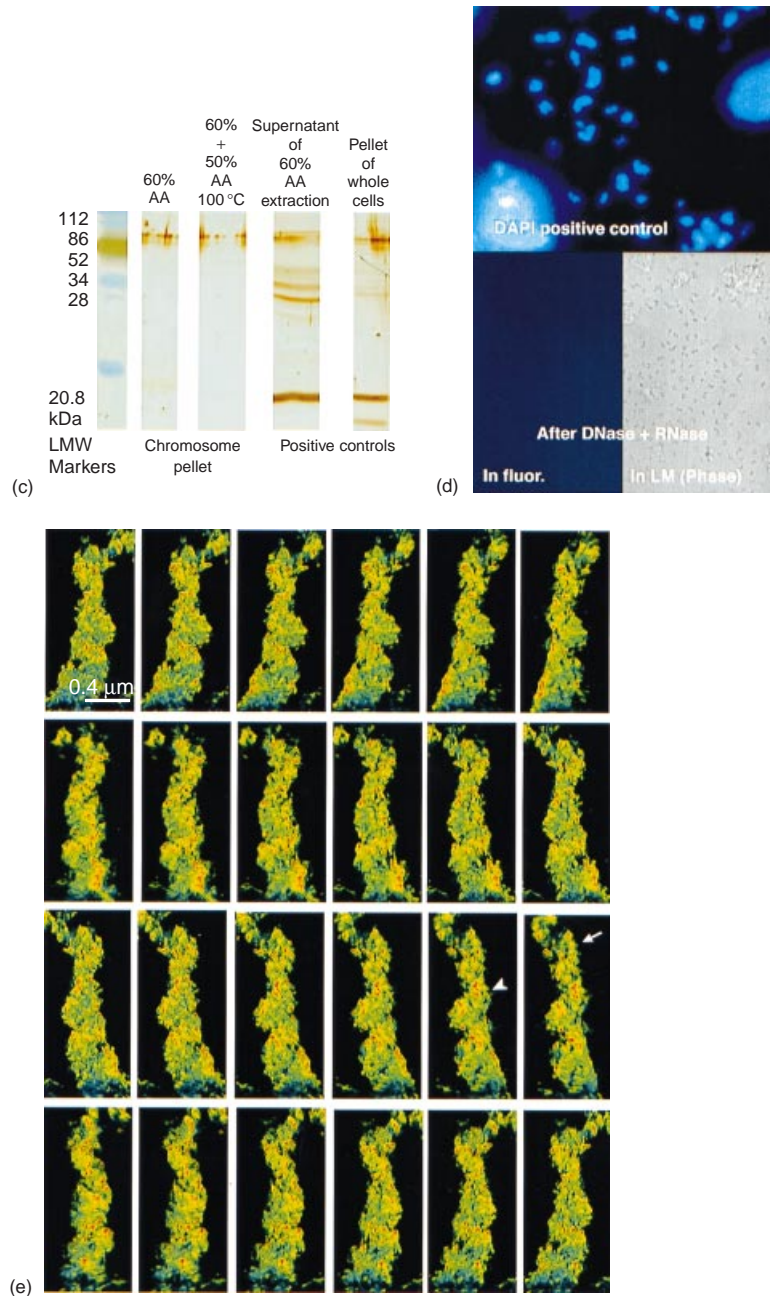 60%
AA
60%
+
50%
AA
100 °C
Supernatant
of
60%
AA
extraction
Pellet
of
whole
cells
112
86
52
34
28
20.8
kDa
LMW
Markers
Chromosome
pellet
Positive controls
(c)
DAPI positive control
After DNase + RNase
In fluor.
In LM (Phase)
(d)
0.4 μm
(e)